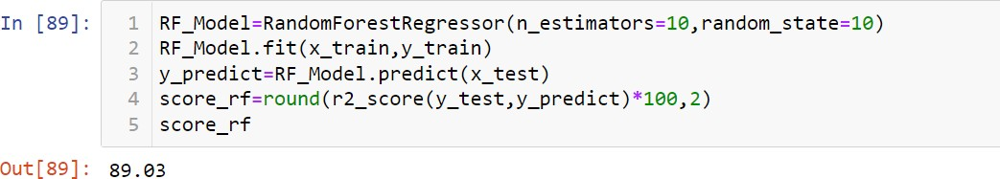 In [89]: 1 RF_Model=RandomForestRegressor(n_estimators=10,random_state=10)
2 RF_Model.fit(x_train,y_train)
3 y_predict=RF_Model.predict(x_test)
4 score_rf=round(r2_score(y_test,y_predict)*100,2)
5 score_rf
Out[89]: 89.03